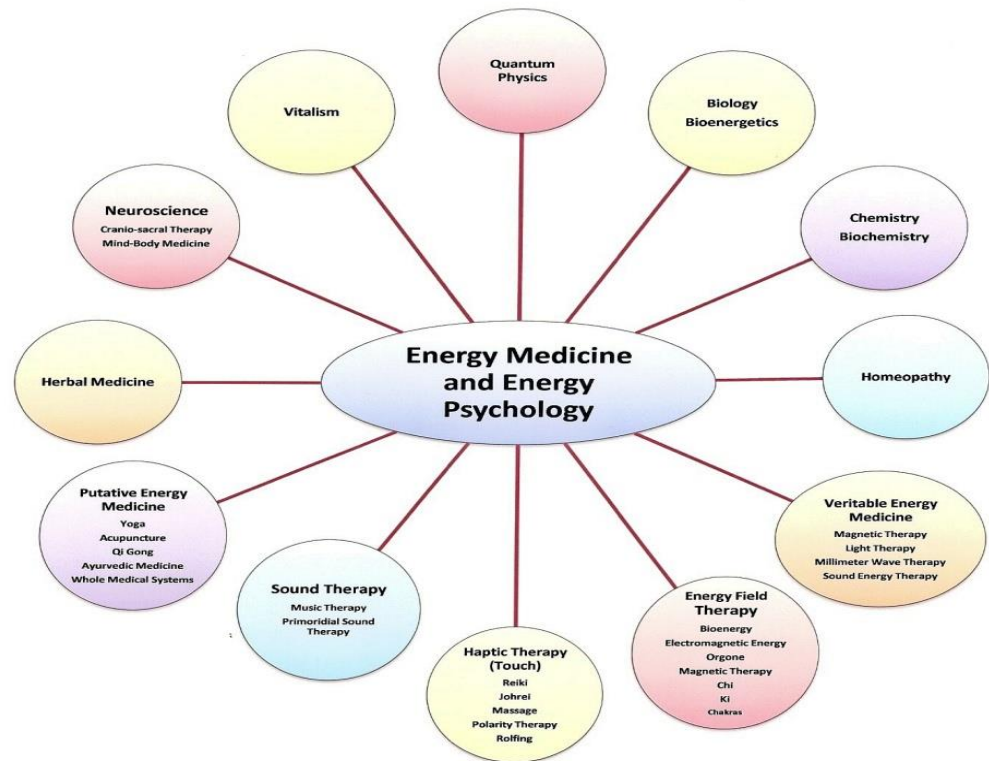 Quantum
Physics
Vitalism
Biology
Bioenergetics
Neuroscience
Cranio-sacral Therapy
Mind-Body Medicine
Chemistry
Biochemistry
Energy Medicine
and Energy
Psychology
Herbal Medicine
Homeopathy
Putative Energy
Medicine
Yoga
Acupuncture
Qi Gong
Ayurvedic Medicine
Whole Medical Systems
Veritable Energy
Medicine
Magnetic Therapy
Light Therapy
Millimeter Wave Therapy
Sound Energy Therapy
Sound Therapy
Music Therapy
Primoridial Sound
Therapy
Energy Field
Therapy
Bioenergy
Electromagnetic Energy
Orgone
Magnetic Therapy
Chi
Ki
Chakras
Haptic Therapy
(Touch)
Reiki
Johrei
Massage
Polarity Therapy
Rolfing